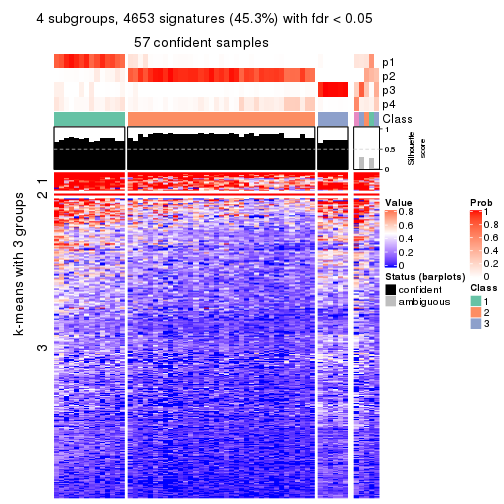 4 subgroups, 4653 signatures (45.3%) with fdr < 0.05
57 confident samples
p1
p2
p3
p4
Class
1
0.5
0
Silhouette
score
k-means with 3 groups
1
2
3
Value
0.8
0.6
0.4
0.2
0
Status (barplots)
confident
ambiguous
Prob
1
0.8
0.6
0.4
0.2
0
Class
1
2
3